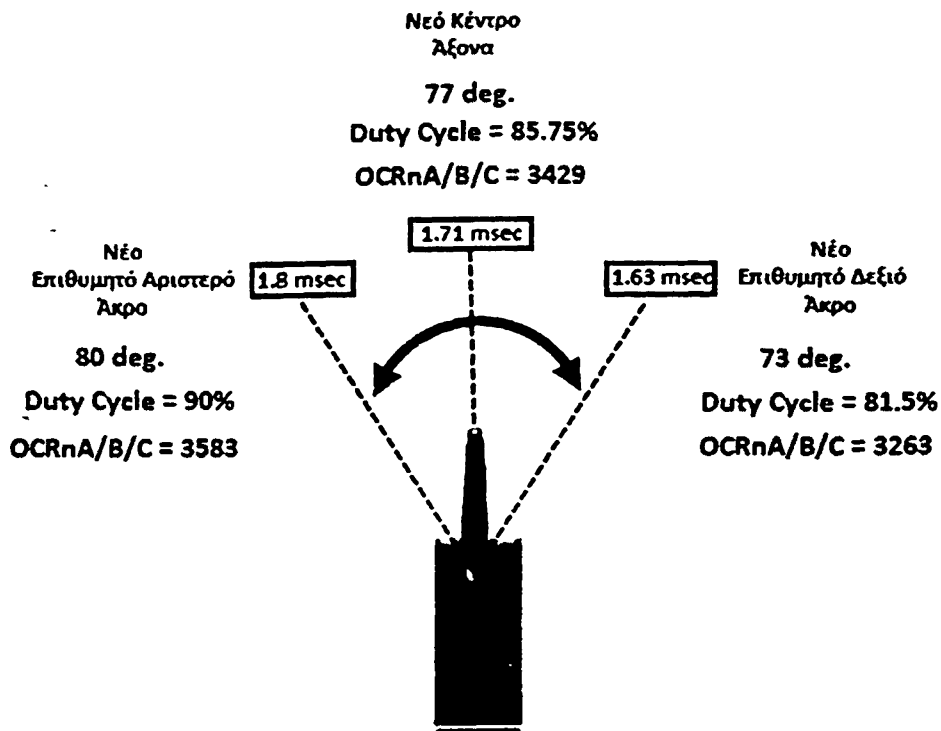 Νεό Κέντρο
Άξονα
77 deg.
Duty Cycle = 85.75%
OCRnA/B/C = 3429
1.71 msec
Νέο
Επιθυμητό Αριστερό
Άκρο
1.8 msec
80 deg.
Duty Cycle = 90%
OCRnA/B/C = 3583
1.63 msec
Νέο
Επιθυμητό Δεξιό
Άκρο
73 deg.
Duty Cycle = 81.5%
OCRnA/B/C = 3263